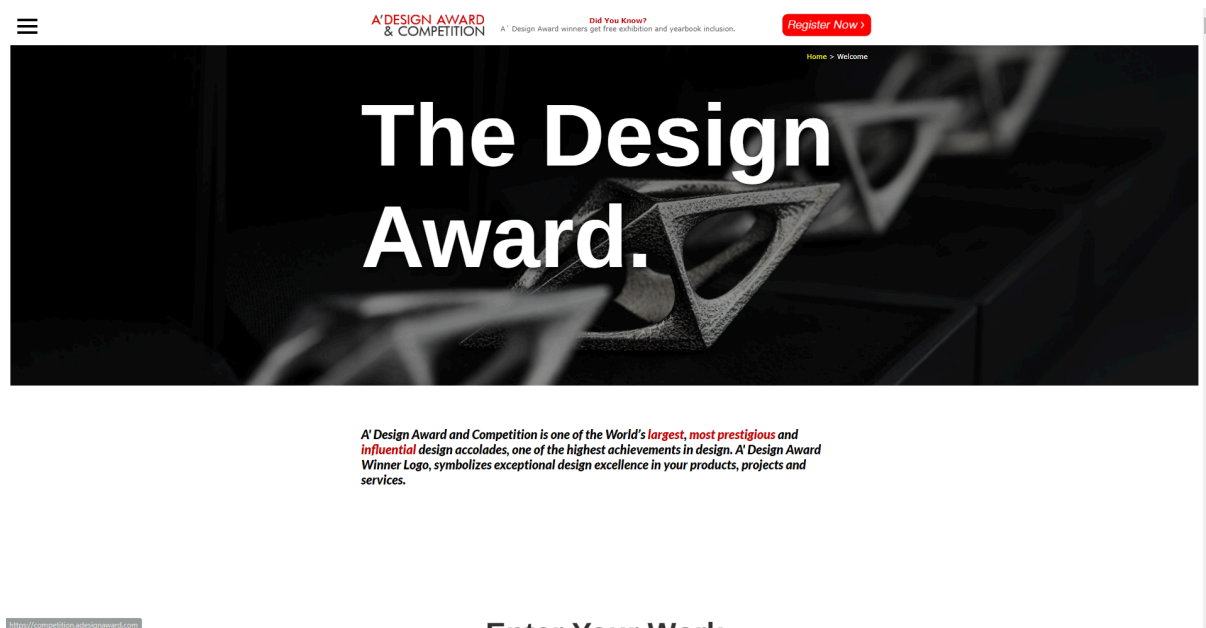 A'DESIGN AWARD
& COMPETITION
Did You Know?
A´ Design Award winners get free exhibition and yearbook inclusion.
Register Now ›
Home > Welcome
The Design
Award.
A' Design Award and Competition is one of the World's largest, most prestigious and
influential design accolades, one of the highest achievements in design. A' Design Award
Winner Logo, symbolizes exceptional design excellence in your products, projects and
services.
Enter Your Work
https://competition.adesignaward.com